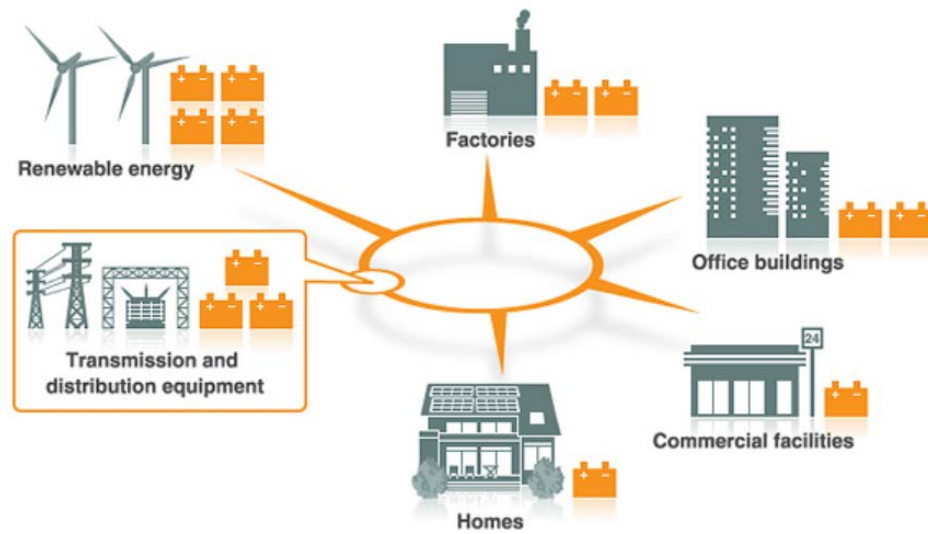 Renewable energy
Factories
Office buildings
Transmission and
distribution equipment
24
Commercial facilities
Homes